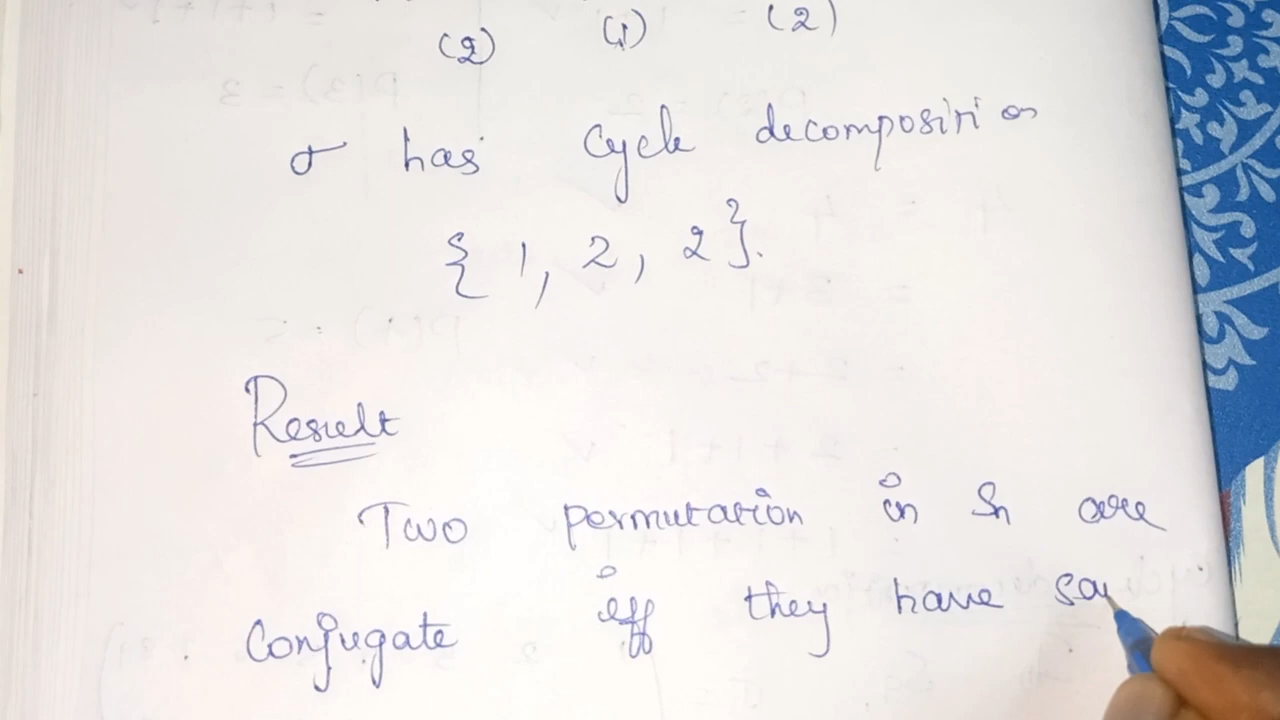 (2) (1) (2)
σ has Cycle decomposition
{ 1, 2, 2 }.
Result
Two permutation in Sn are
Conjugate iff they have sa